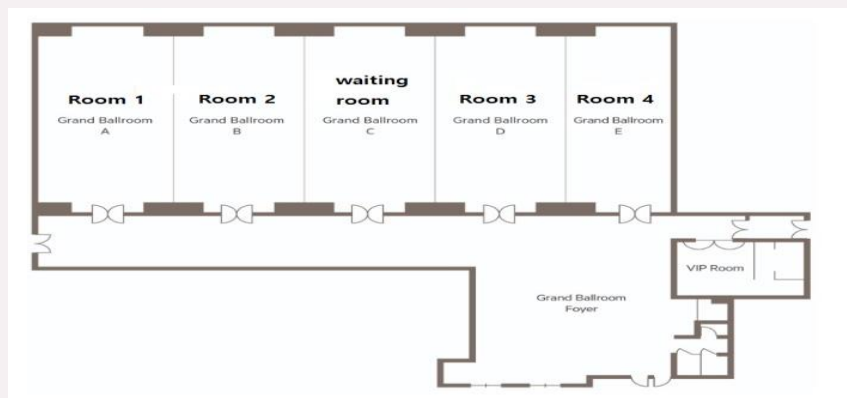 Room 1
Grand Ballroom
A
Room 2
Grand Ballroom
B
waiting
room
Grand Ballroom
C
Room 3
Grand Ballroom
D
Room 4
Grand Ballroom
E
VIP Room
Grand Ballroom
Foyer